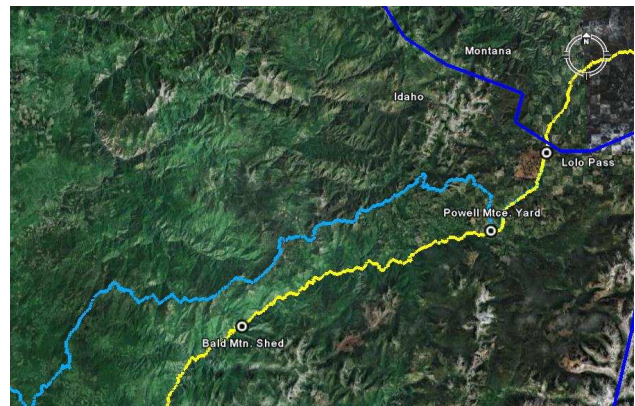 Montana
N
Idaho
Lolo Pass
Powell Mtce. Yard
Bald Mtn. Shed